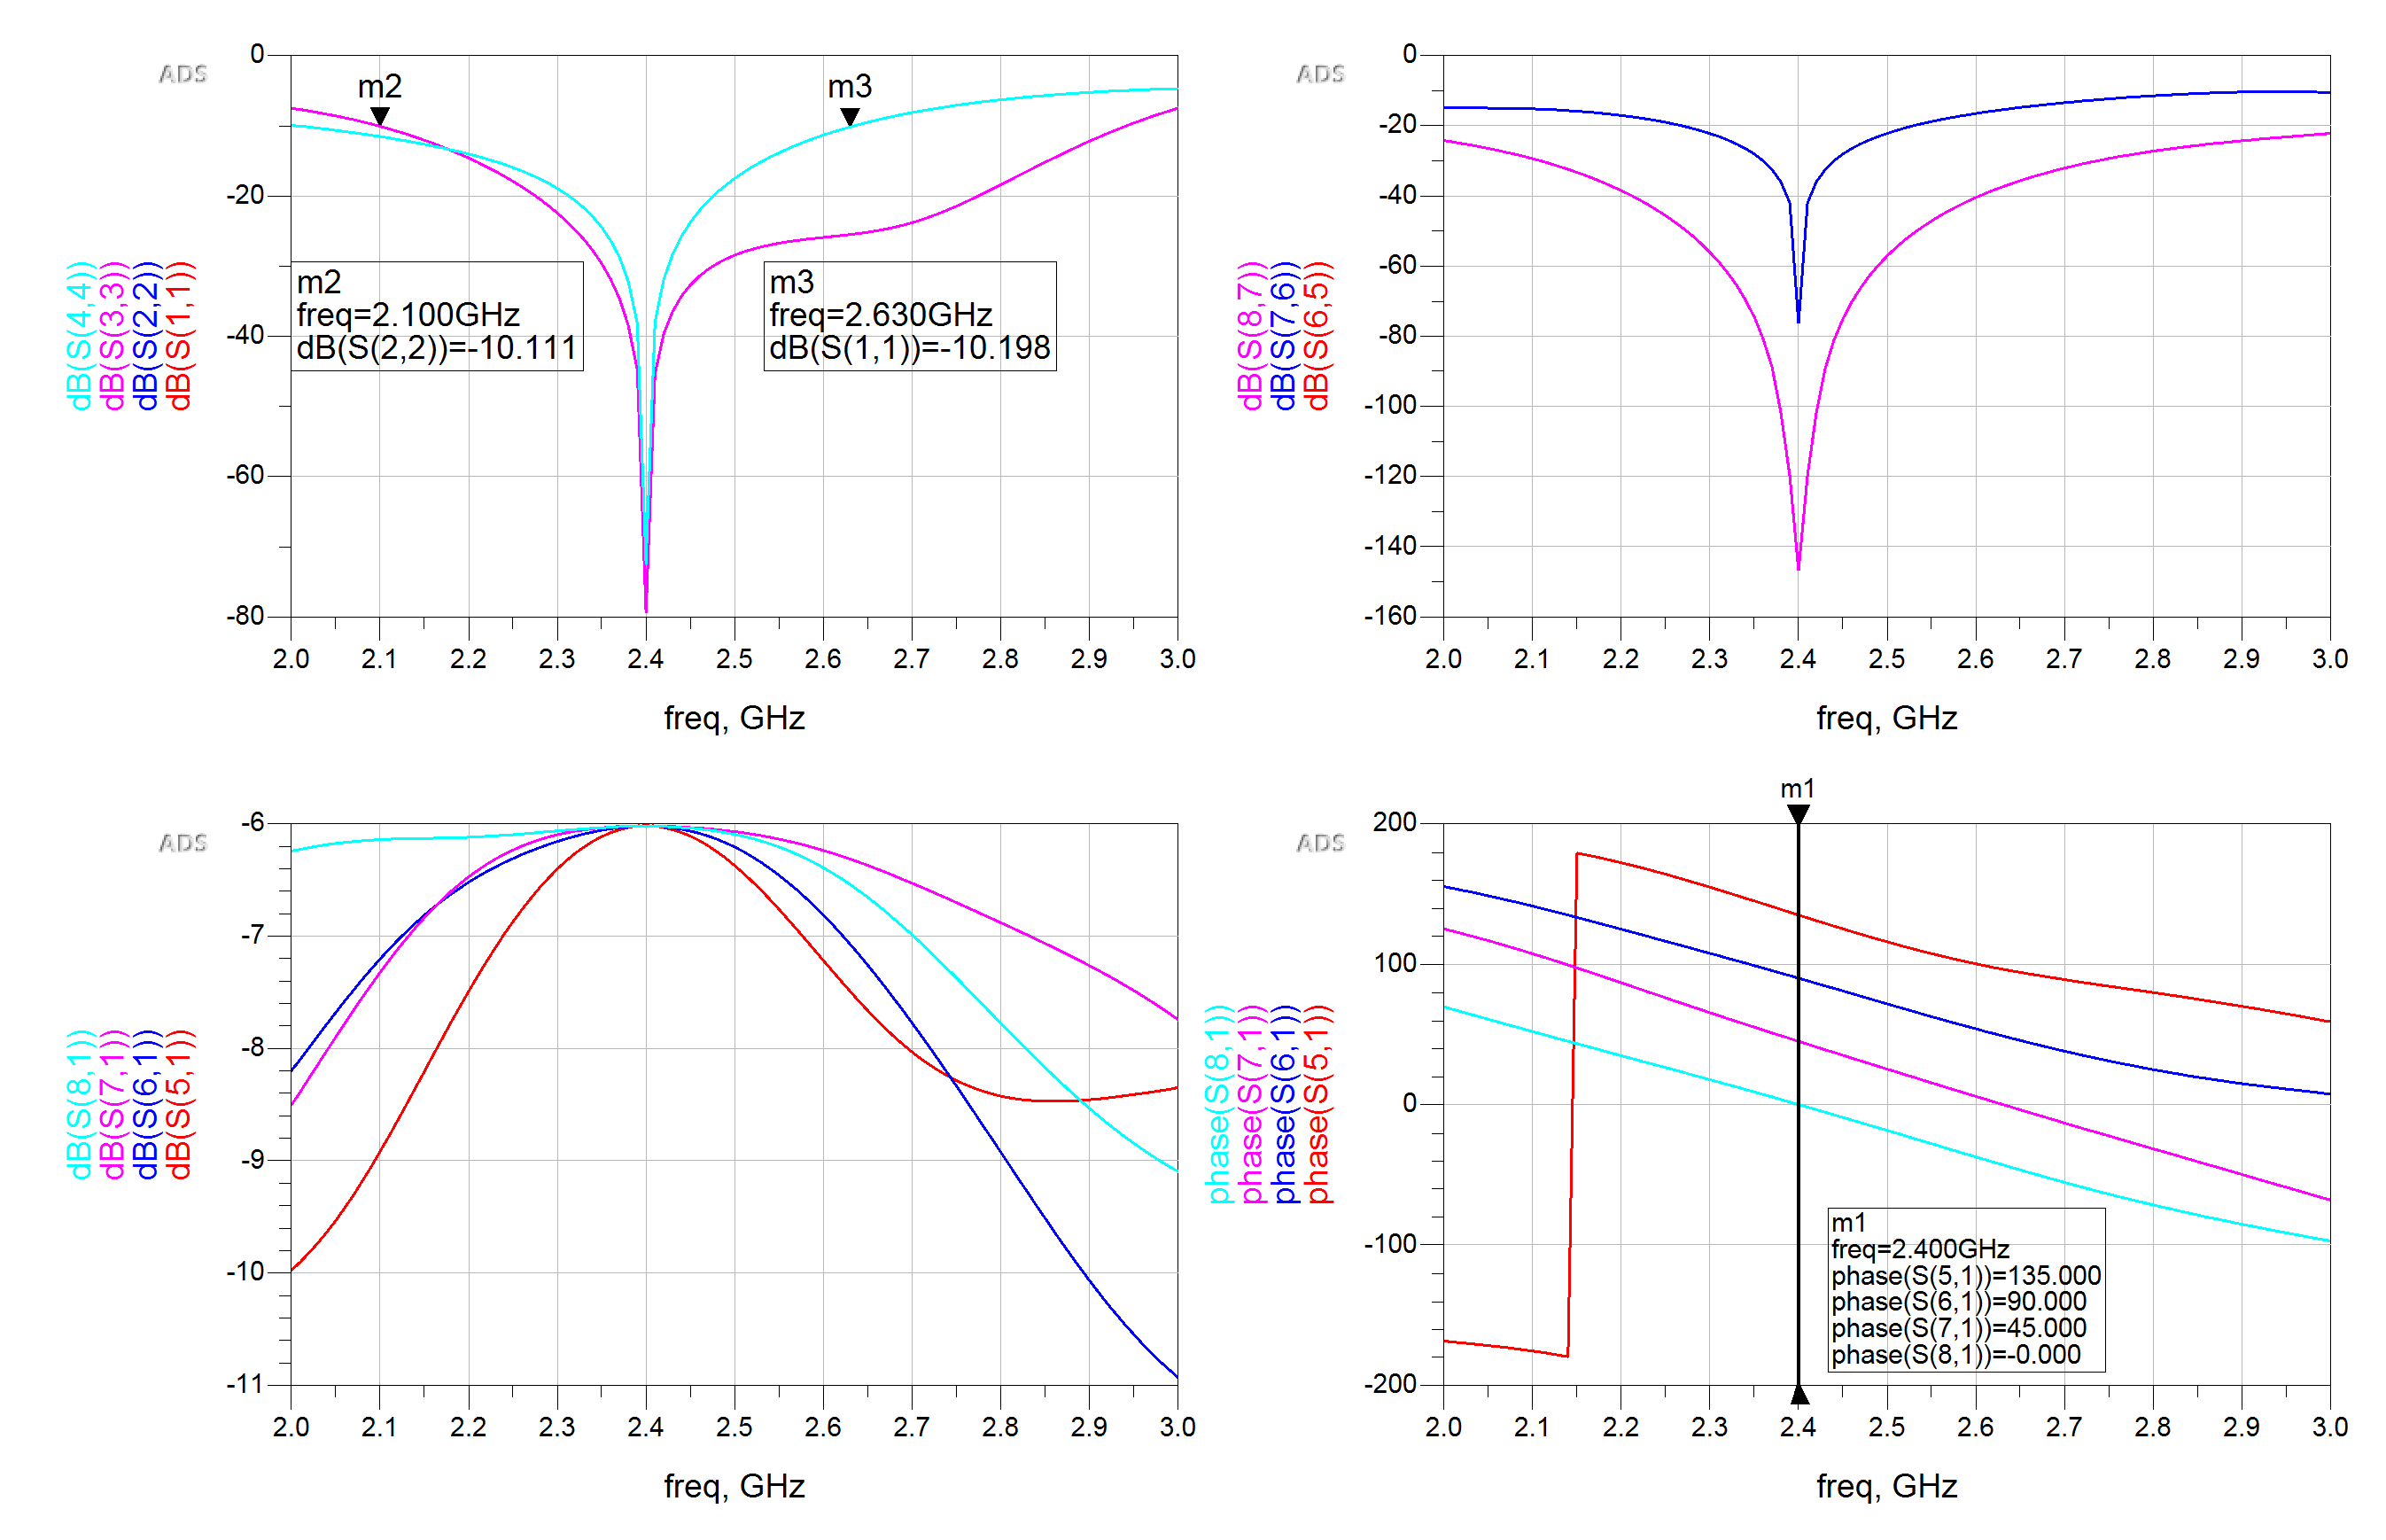 ADS
0
-20
-40
-60
-80
m2
m3
m2
freq=2.100GHz
dB(S(2,2))=-10.111
m3
freq=2.630GHz
dB(S(1,1))=-10.198
dB(S(4,4))
dB(S(3,3))
dB(S(2,2))
dB(S(1,1))
2.0 2.1 2.2 2.3 2.4 2.5 2.6 2.7 2.8 2.9 3.0
freq, GHz
ADS
0
-20
-40
-60
-80
-100
-120
-140
-160
dB(S(8,7))
dB(S(7,6))
dB(S(6,5))
2.0 2.1 2.2 2.3 2.4 2.5 2.6 2.7 2.8 2.9 3.0
freq, GHz
ADS
-6
-7
-8
-9
-10
-11
dB(S(8,1))
dB(S(7,1))
dB(S(6,1))
dB(S(5,1))
2.0 2.1 2.2 2.3 2.4 2.5 2.6 2.7 2.8 2.9 3.0
freq, GHz
ADS
m1
200
100
0
-100
-200
phase(S(8,1))
phase(S(7,1))
phase(S(6,1))
phase(S(5,1))
m1
freq=2.400GHz
phase(S(5,1))=135.000
phase(S(6,1))=90.000
phase(S(7,1))=45.000
phase(S(8,1))=-0.000
2.0 2.1 2.2 2.3 2.4 2.5 2.6 2.7 2.8 2.9 3.0
freq, GHz